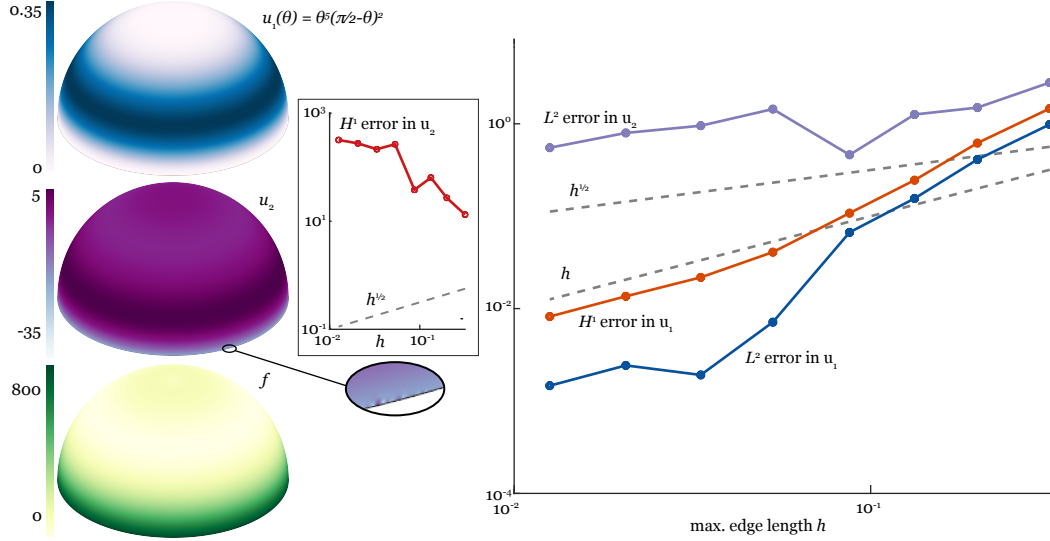 0.35
u₁(θ) = θ⁵(π⁄2-θ)²
0
5
u₂
-35
800
f
0
10³
H¹ error in u₂
10¹
h^½
10⁻¹
10⁻² h 10⁻¹
10⁰
L² error in u₂
h^½
h
10⁻²
H¹ error in u₁
L² error in u₁
10⁻⁴
10⁻² 10⁻¹
max. edge length h